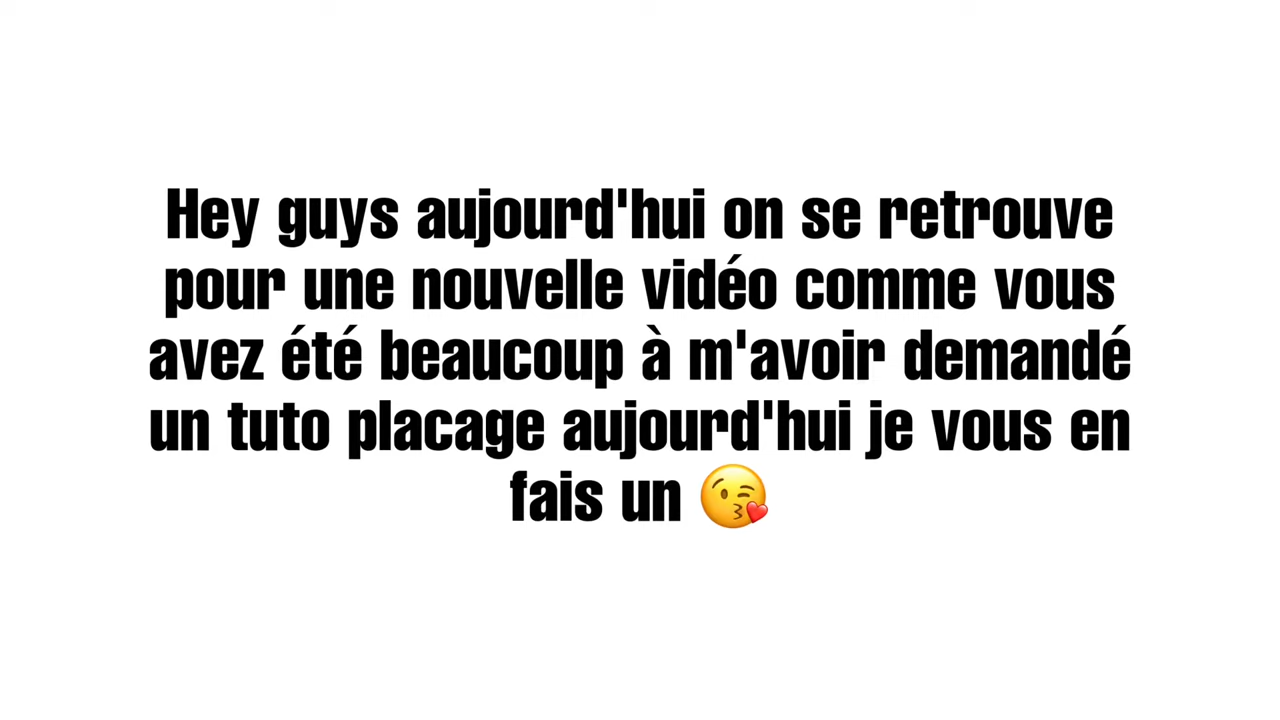 Hey guys aujourd'hui on se retrouve
pour une nouvelle vidéo comme vous
avez été beaucoup à m'avoir demandé
un tuto placage aujourd'hui je vous en
fais un 😘